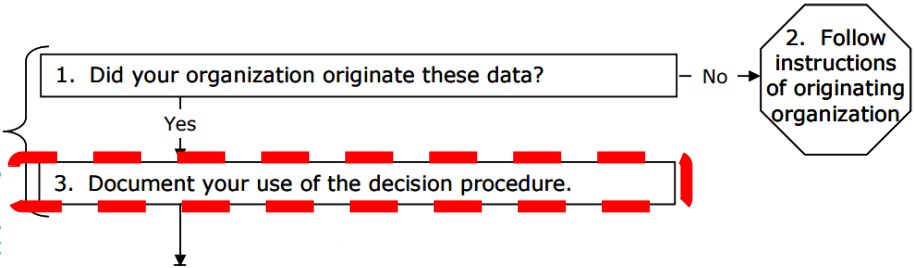 1. Did your organization originate these data?
No
2. Follow
instructions
of originating
organization
Yes
3. Document your use of the decision procedure.